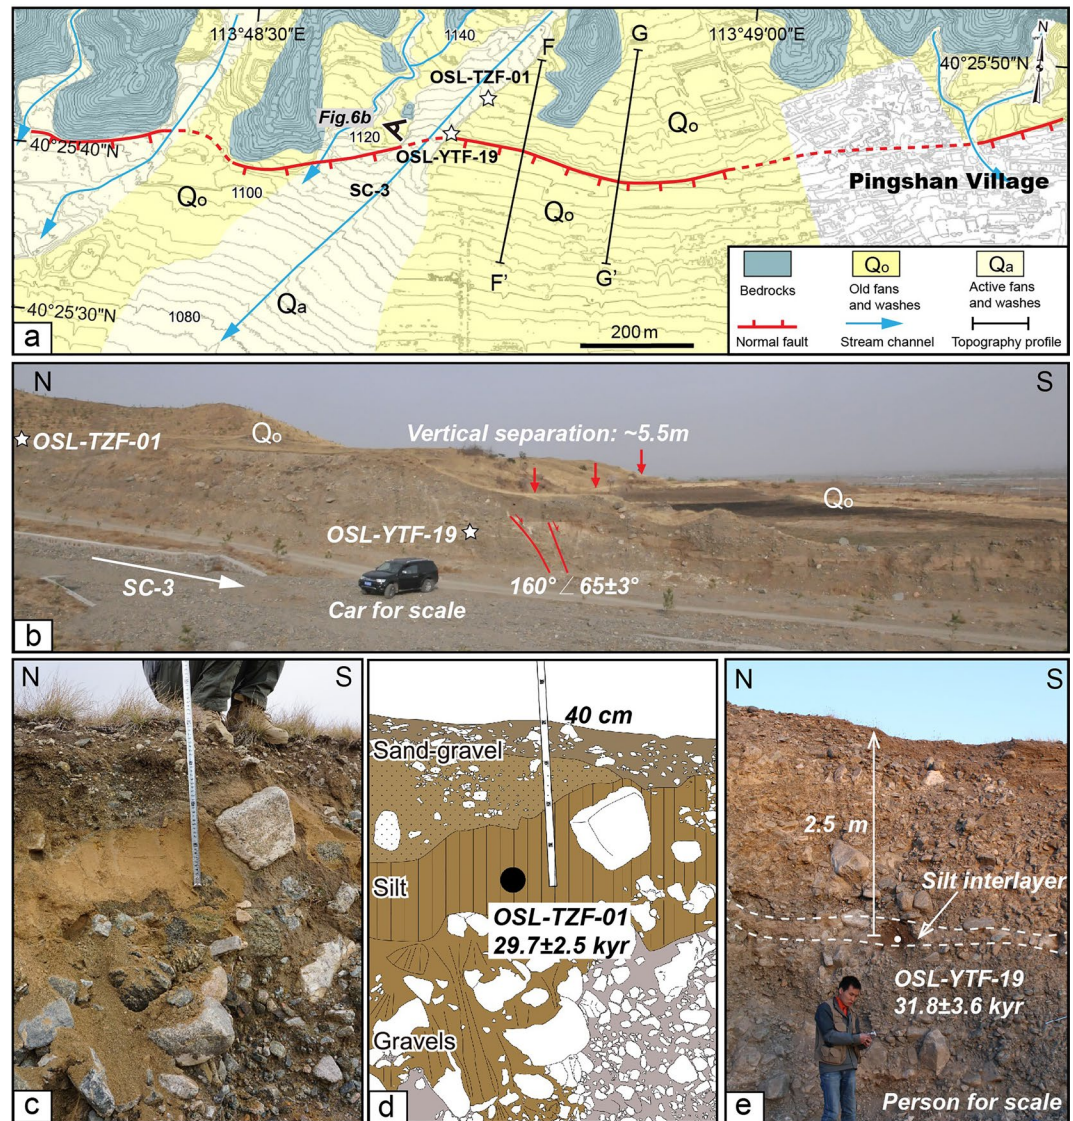 113°48′30″E
1140
F
G
113°49′00″E
N
40°25′50″N
OSL-TZF-01
Fig.6b
1120
Qo
40°25′40″N
OSL-YTF-19
1100
SC-3
Pingshan Village
Qo
Qo
F'
G'
Qa
40°25′30″N
1080
200 m
a
Qo
Qa
Bedrocks
Old fans and washes
Active fans and washes
Normal fault
Stream channel
Topography profile
N
S
OSL-TZF-01
Qo
Vertical separation: ~5.5m
Qo
OSL-YTF-19
SC-3
160°∠65±3°
Car for scale
b
N
S
c
40 cm
Sand-gravel
Silt
OSL-TZF-01
29.7±2.5 kyr
Gravels
d
N
S
2.5 m
Silt interlayer
OSL-YTF-19
31.8±3.6 kyr
Person for scale
e